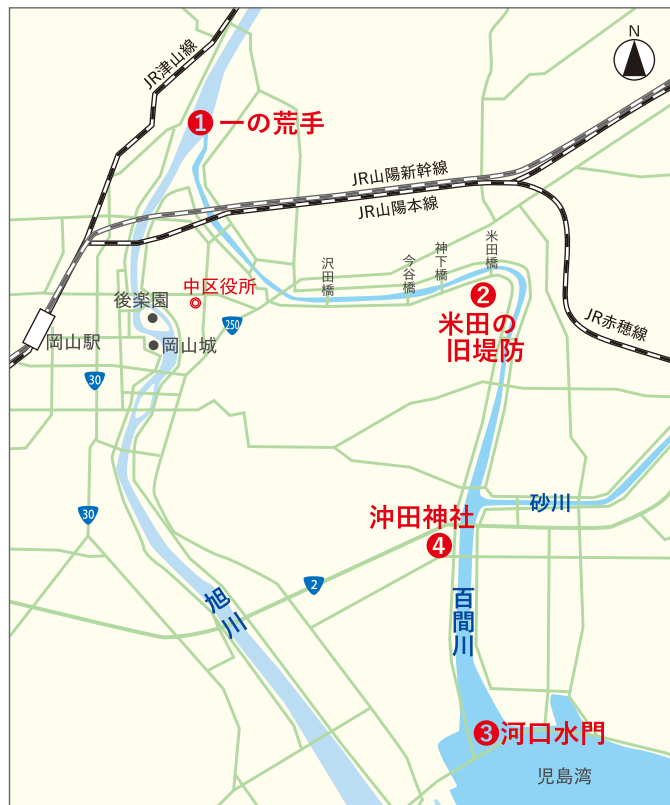 N
JR津山線
❶一の荒手
JR山陽新幹線
JR山陽本線
沢田橋
今谷橋
神下橋
米田橋
中区役所
後楽園
250
❷
米田の
旧堤防
JR赤穂線
岡山駅
岡山城
30
砂川
沖田神社
❹
30
2
旭川
百間川
❸河口水門
児島湾